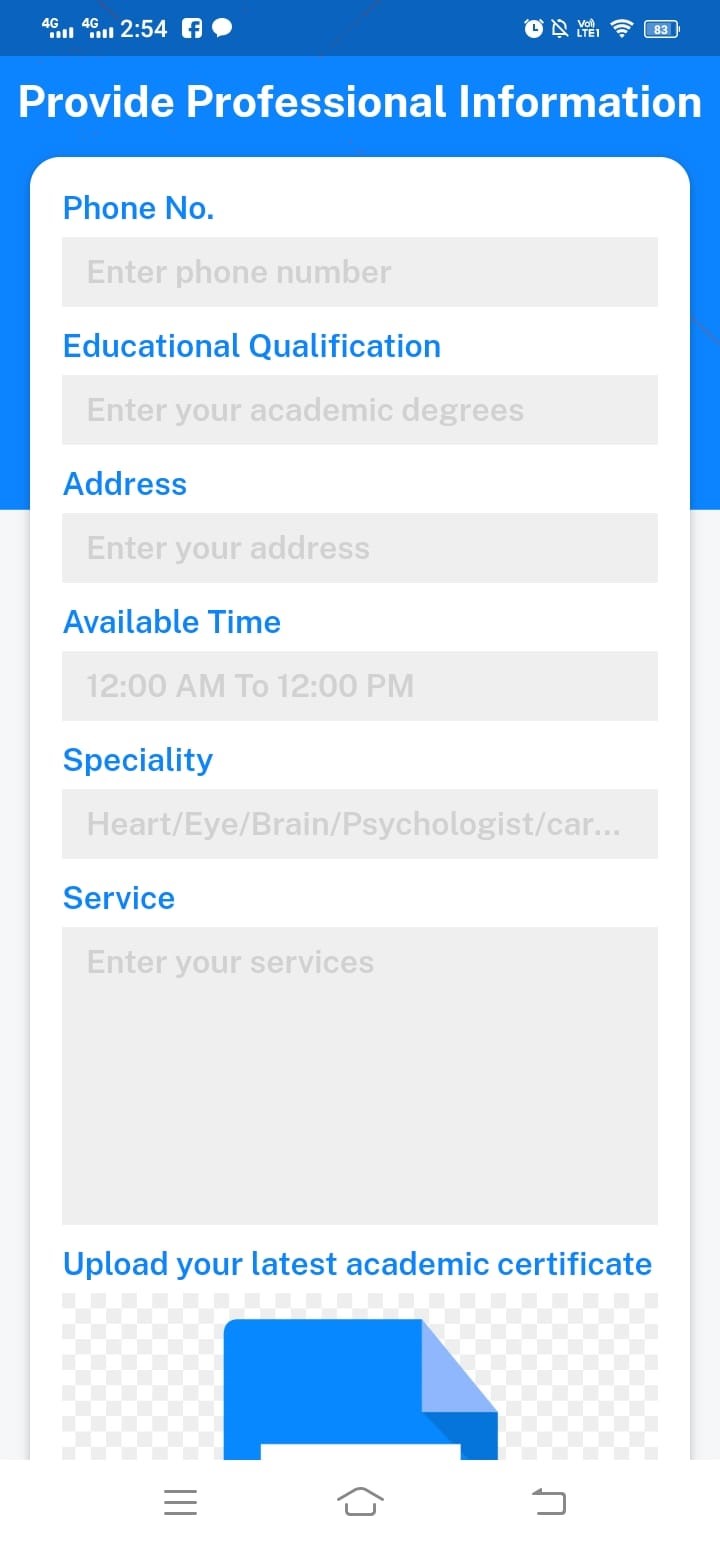 4G 4G 2:54 Vo) LTE1 83
Provide Professional Information
Phone No.
Enter phone number
Educational Qualification
Enter your academic degrees
Address
Enter your address
Available Time
12:00 AM To 12:00 PM
Speciality
Heart/Eye/Brain/Psychologist/car...
Service
Enter your services
Upload your latest academic certificate